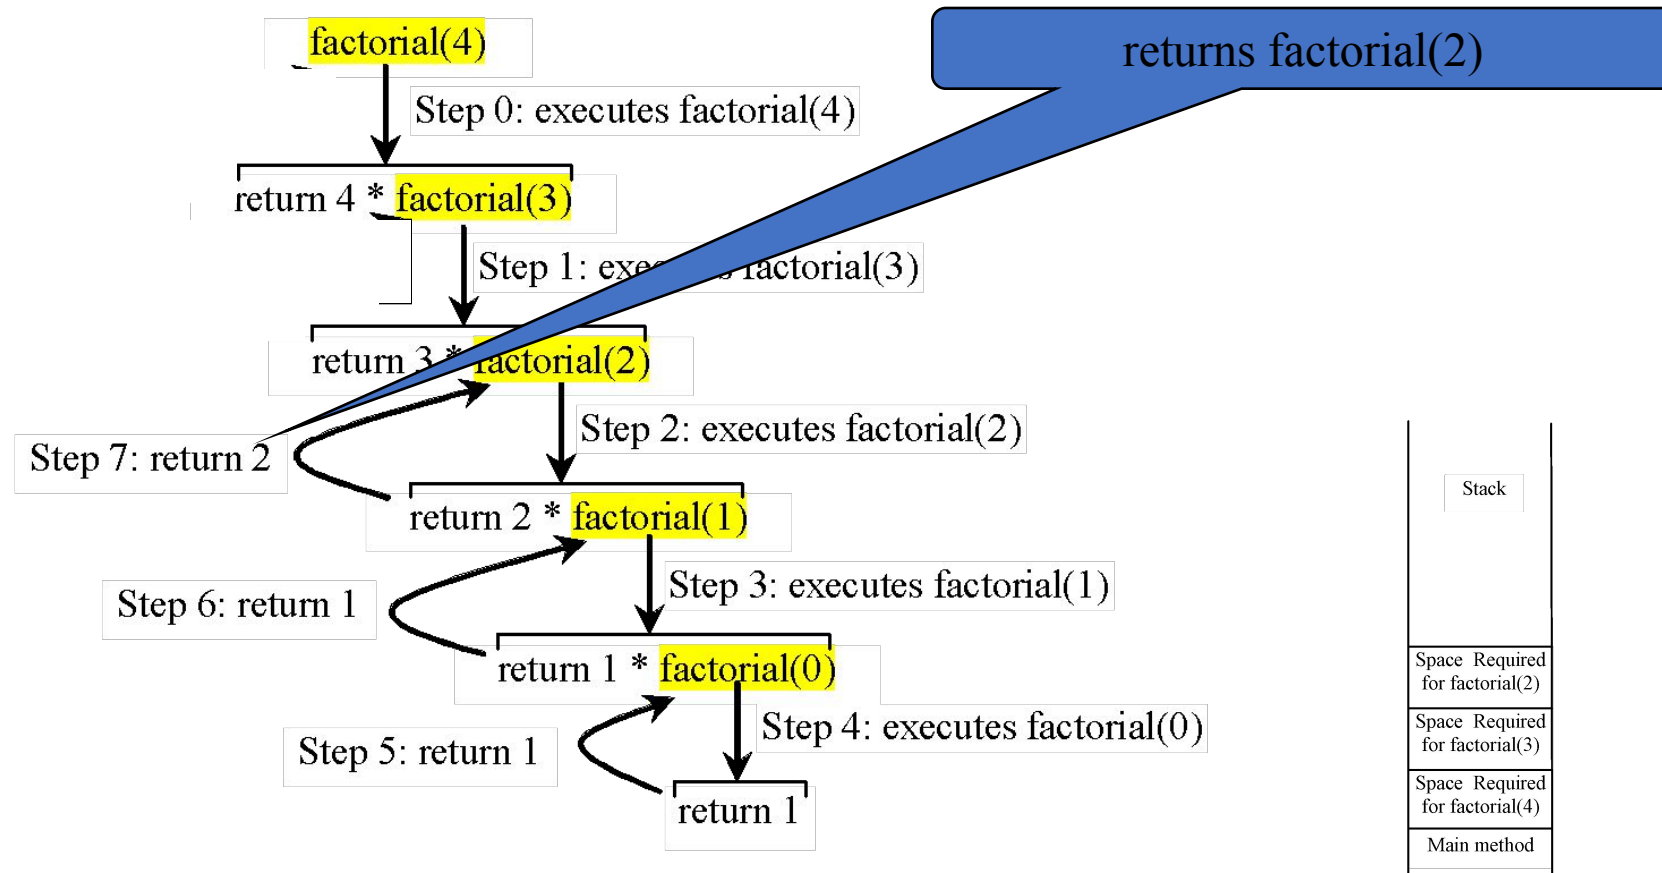 factorial(4)
returns factorial(2)
Step 0: executes factorial(4)
return 4 * factorial(3)
Step 1: executes factorial(3)
return 3 * factorial(2)
Step 2: executes factorial(2)
Step 7: return 2
return 2 * factorial(1)
Step 3: executes factorial(1)
Step 6: return 1
return 1 * factorial(0)
Step 4: executes factorial(0)
Step 5: return 1
return 1
Stack
Space Required
for factorial(2)
Space Required
for factorial(3)
Space Required
for factorial(4)
Main method